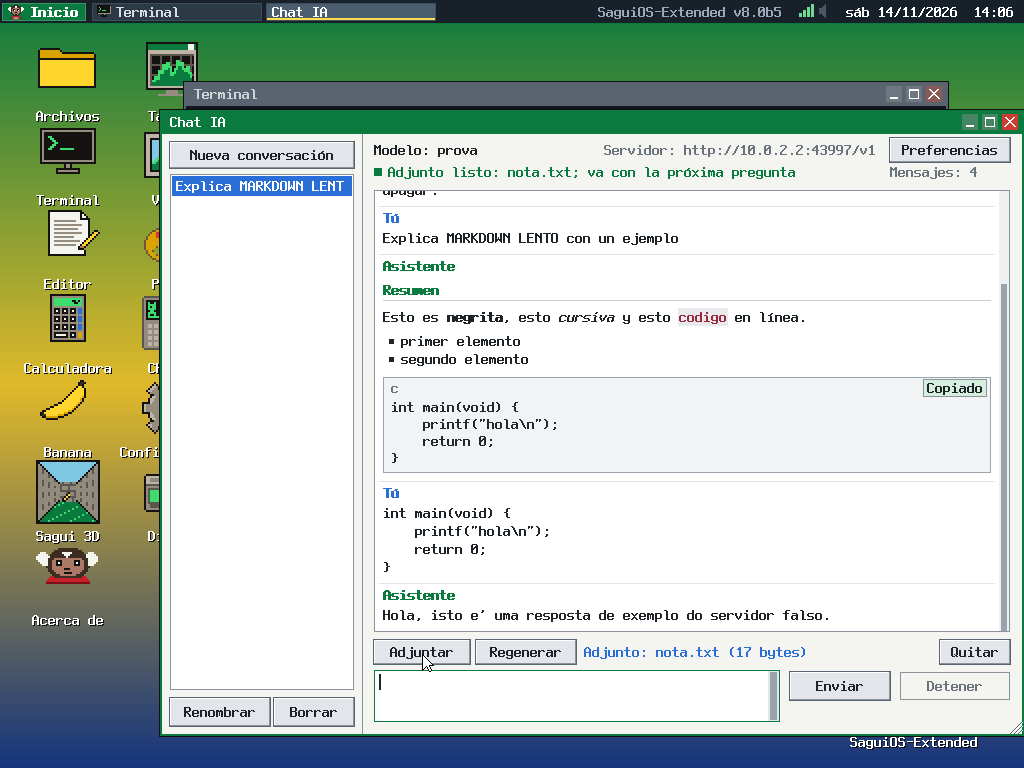 Inicio
Terminal
Chat IA
SaguiOS-Extended v8.0b5
sáb 14/11/2026
14:06
Archivos
Terminal
Editor
Calculadora
Banana
Sagui 3D
Acerca de
Terminal
Chat IA
Nueva conversación
Explica MARKDOWN LENT
Renombrar
Borrar
Modelo: prova
Servidor: http://10.0.2.2:43997/v1
Preferencias
Adjunto listo: nota.txt; va con la próxima pregunta
Mensajes: 4
Tú
Explica MARKDOWN LENTO con un ejemplo
Asistente
Resumen
Esto es negrita, esto cursiva y esto codigo en línea.
primer elemento
segundo elemento
c
Copiado
int main(void) {
    printf("hola\n");
    return 0;
}
Tú
int main(void) {
    printf("hola\n");
    return 0;
}
Asistente
Hola, isto e' uma resposta de exemplo do servidor falso.
Adjuntar
Regenerar
Adjunto: nota.txt (17 bytes)
Quitar
Enviar
Detener
SaguiOS-Extended